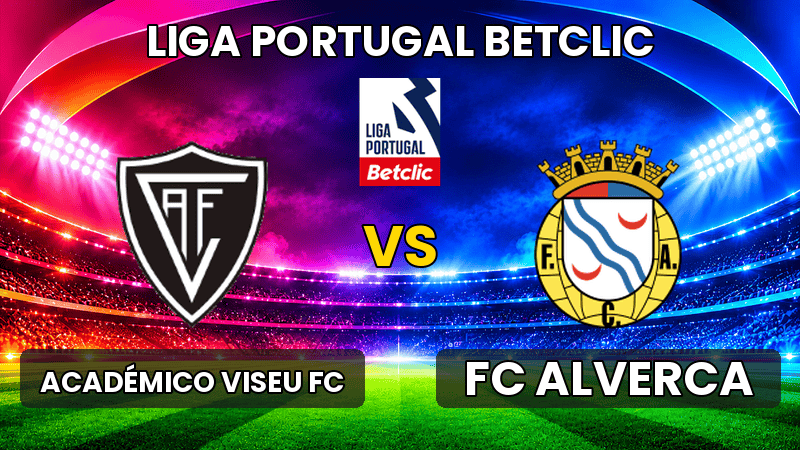 LIGA PORTUGAL BETCLIC
LIGA
PORTUGAL
Betclic
VS
AFC
F. A.
C.
ACADÉMICO VISEU FC
FC ALVERCA